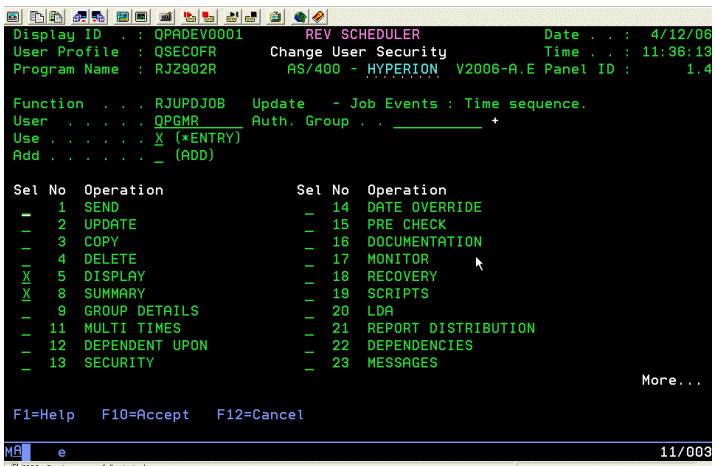 Display ID . : QPADEV0001 REV SCHEDULER Date . . : 4/12/06
User Profile : QSECOFR Change User Security Time . . : 11:36:13
Program Name : RJZ902R AS/400 - HYPERION V2006-A.E Panel ID : 1.4
Function . . . RJUPDJOB Update - Job Events : Time sequence.
User . . . . . QPGMR Auth. Group . . +
Use . . . . . . X (*ENTRY)
Add . . . . . . _ (ADD)
Sel No Operation Sel No Operation
_ 1 SEND _ 14 DATE OVERRIDE
_ 2 UPDATE _ 15 PRE CHECK
_ 3 COPY _ 16 DOCUMENTATION
_ 4 DELETE _ 17 MONITOR
X 5 DISPLAY _ 18 RECOVERY
X 8 SUMMARY _ 19 SCRIPTS
_ 9 GROUP DETAILS _ 20 LDA
_ 11 MULTI TIMES _ 21 REPORT DISTRIBUTION
_ 12 DEPENDENT UPON _ 22 DEPENDENCIES
_ 13 SECURITY _ 23 MESSAGES
More...
F1=Help F10=Accept F12=Cancel
MA e 11/003